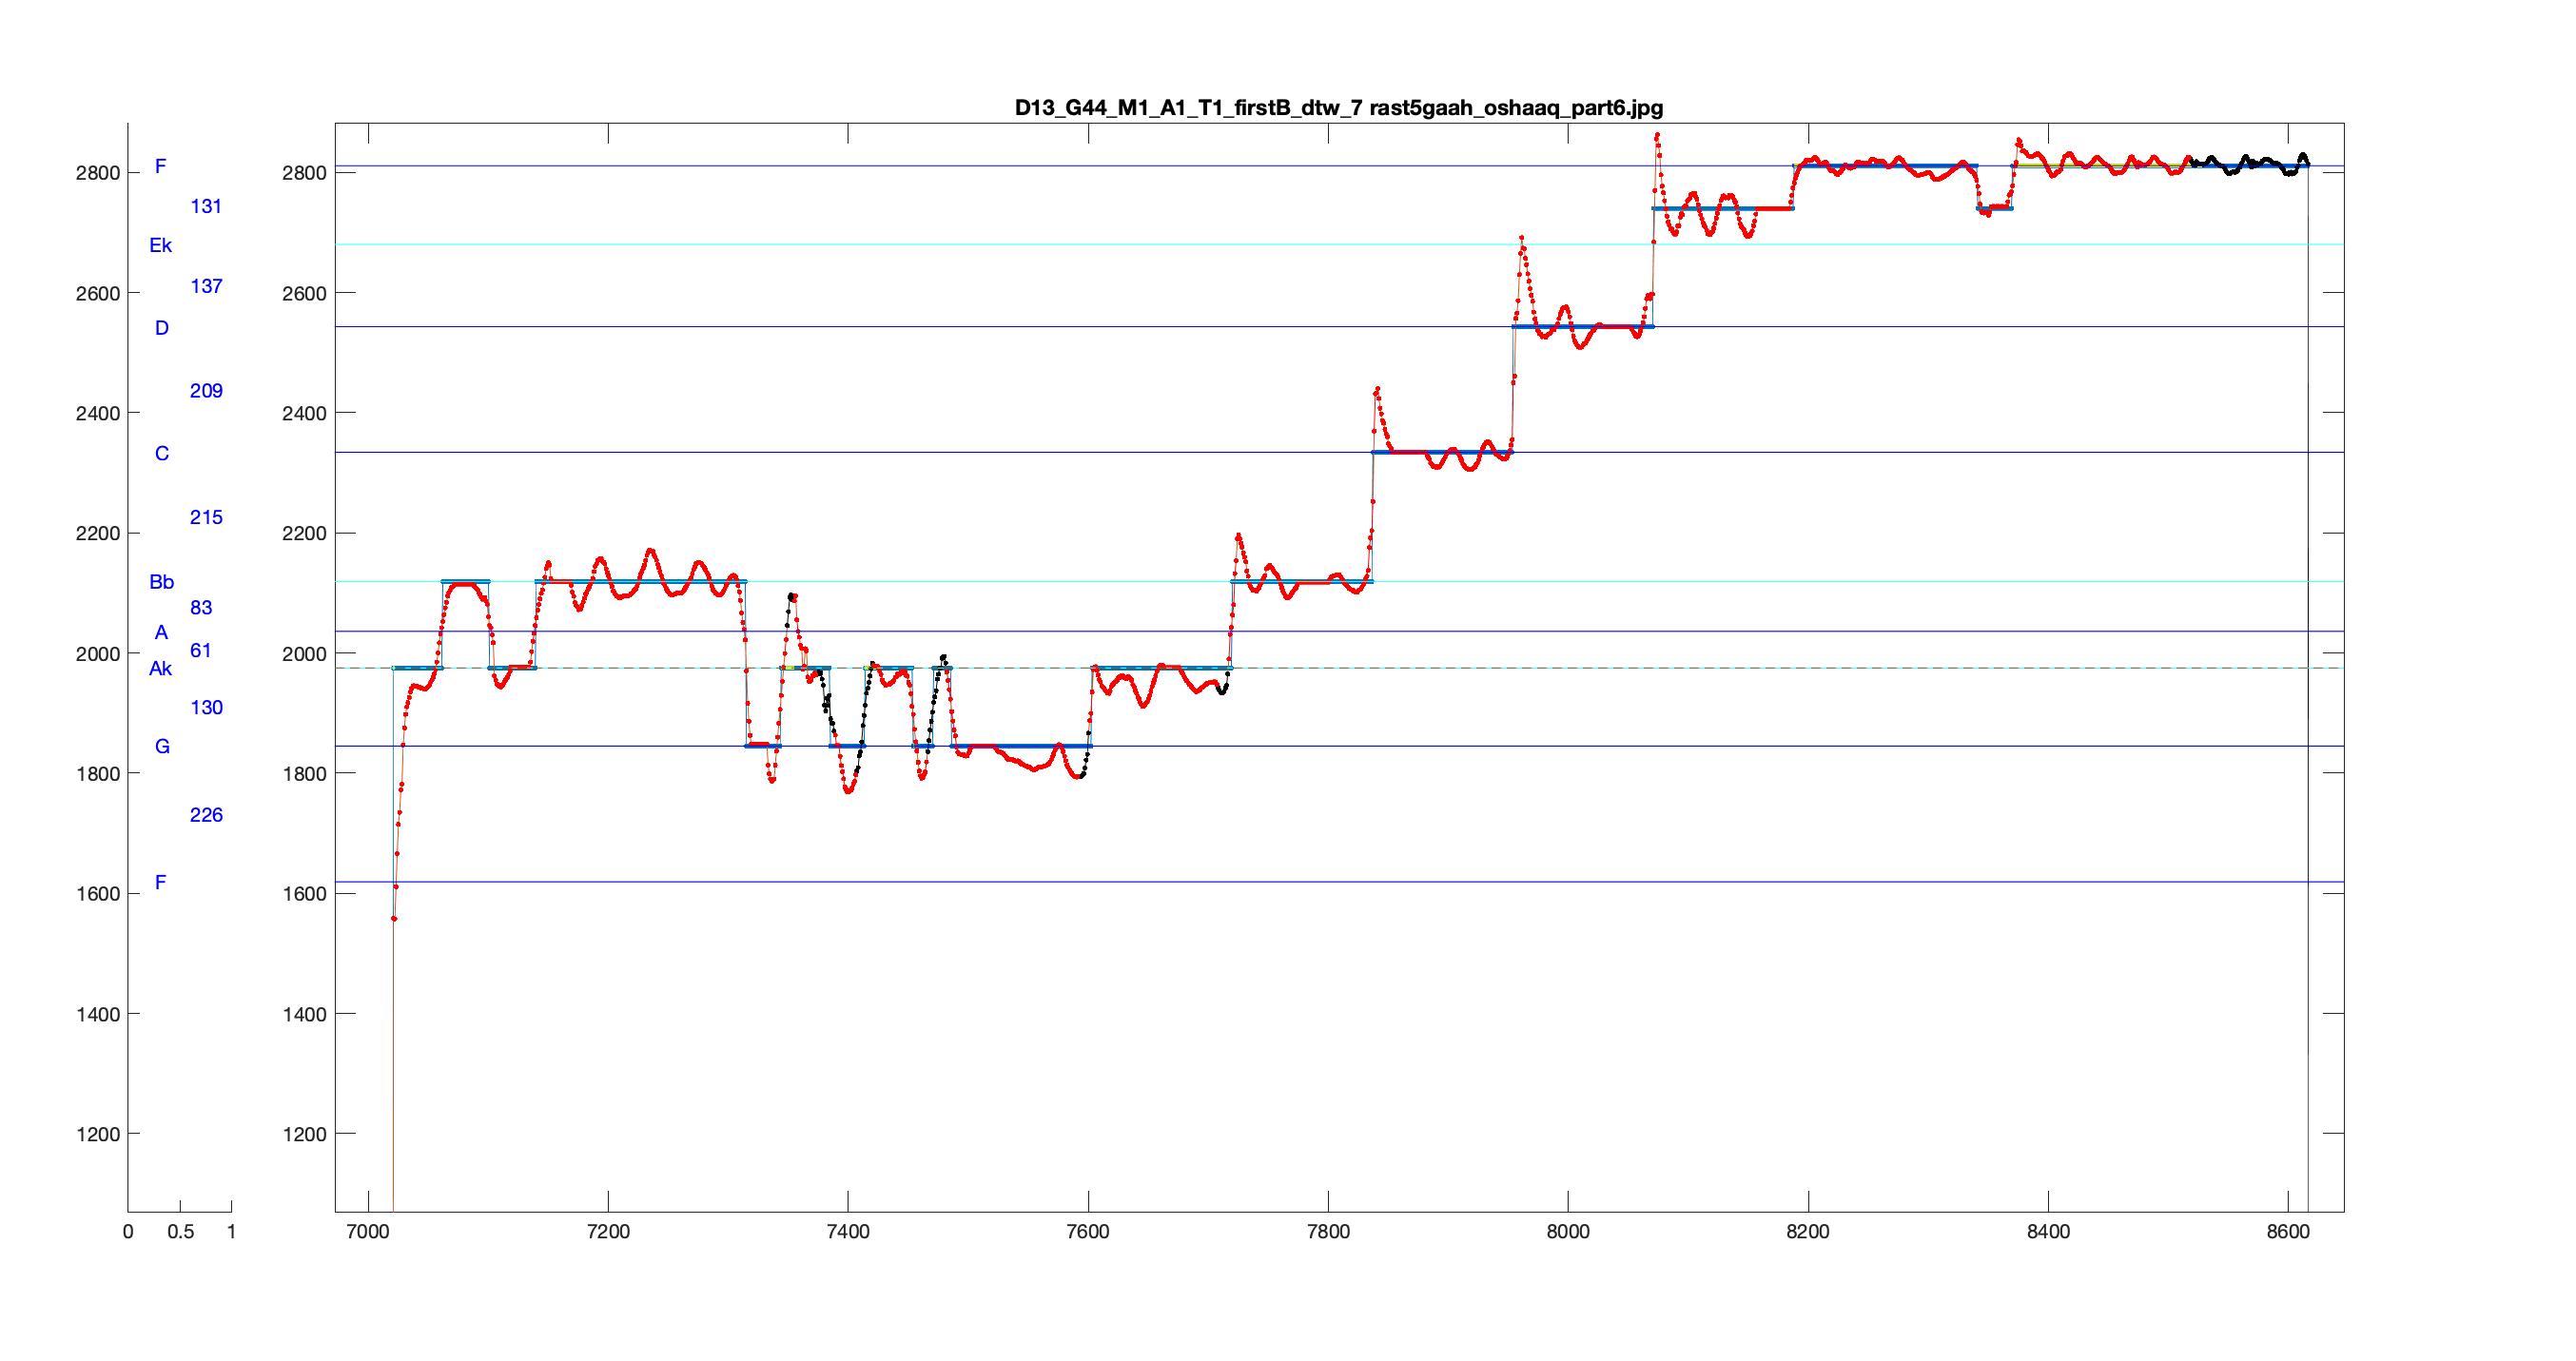 D13_G44_M1_A1_T1_firstB_dtw_7 rast5gaah_oshaaq_part6.jpg
2800 F 2800
131
Ek
137
2600 2600
D
209
2400 2400
C
215
2200 2200
Bb
83
A
61
2000 2000
Ak
130
G
1800 1800
226
F
1600 1600
1400 1400
1200 1200
0 0.5 1 7000 7200 7400 7600 7800 8000 8200 8400 8600